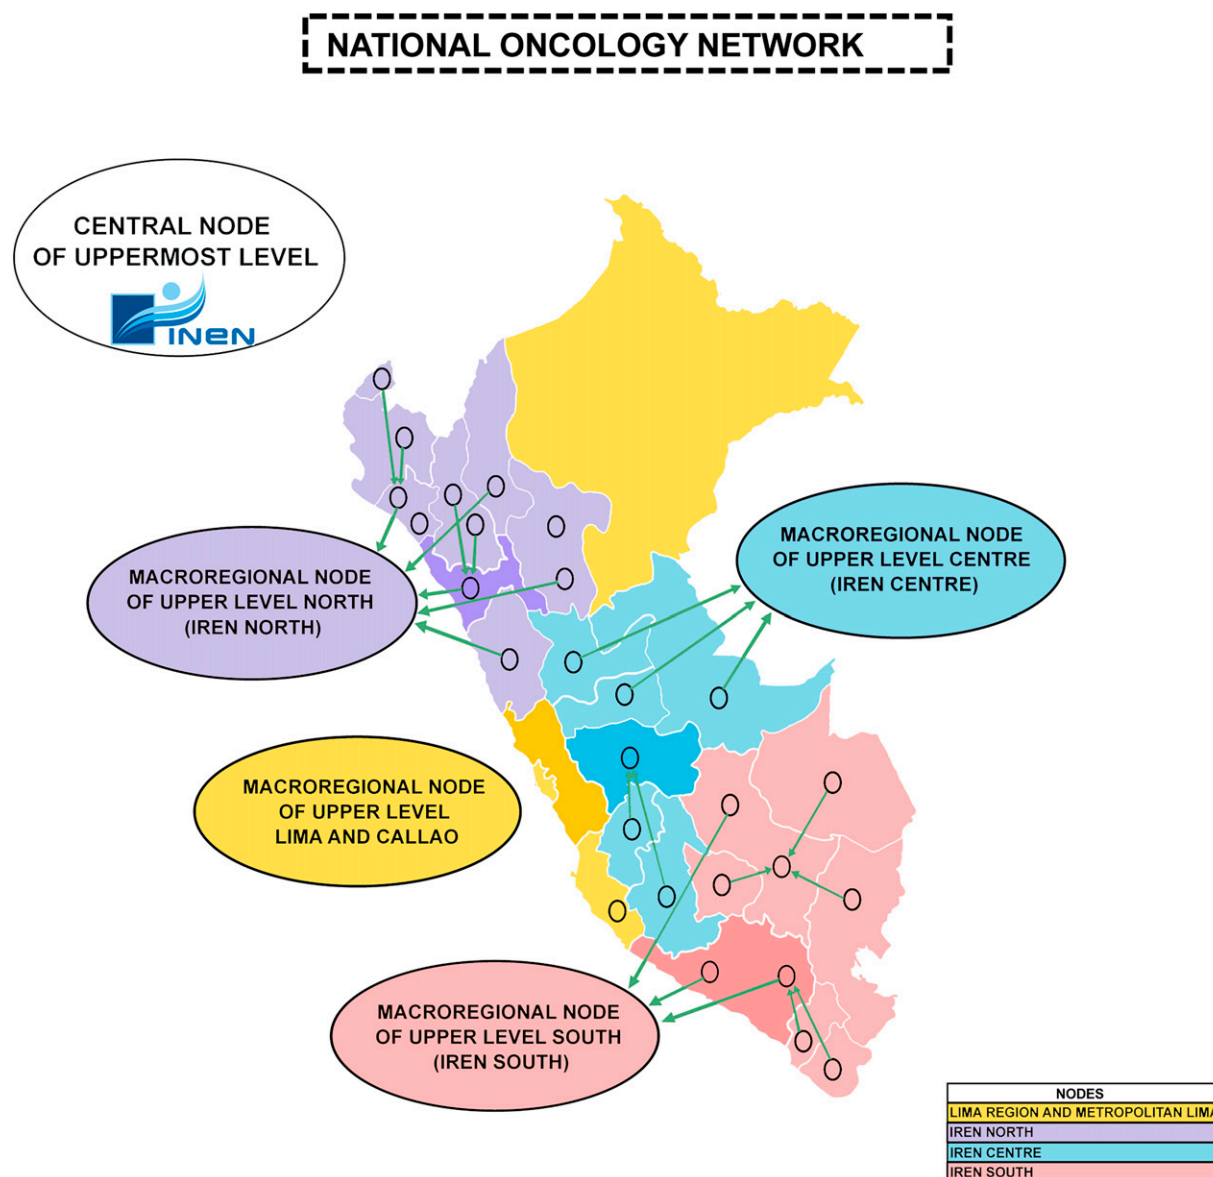 NATIONAL ONCOLOGY NETWORK
CENTRAL NODE
OF UPPERMOST LEVEL
INEN
MACROREGIONAL NODE
OF UPPER LEVEL CENTRE
(IREN CENTRE)
MACROREGIONAL NODE
OF UPPER LEVEL NORTH
(IREN NORTH)
MACROREGIONAL NODE
OF UPPER LEVEL
LIMA AND CALLAO
MACROREGIONAL NODE
OF UPPER LEVEL SOUTH
(IREN SOUTH)
NODES
LIMA REGION AND METROPOLITAN LIMA
IREN NORTH
IREN CENTRE
IREN SOUTH